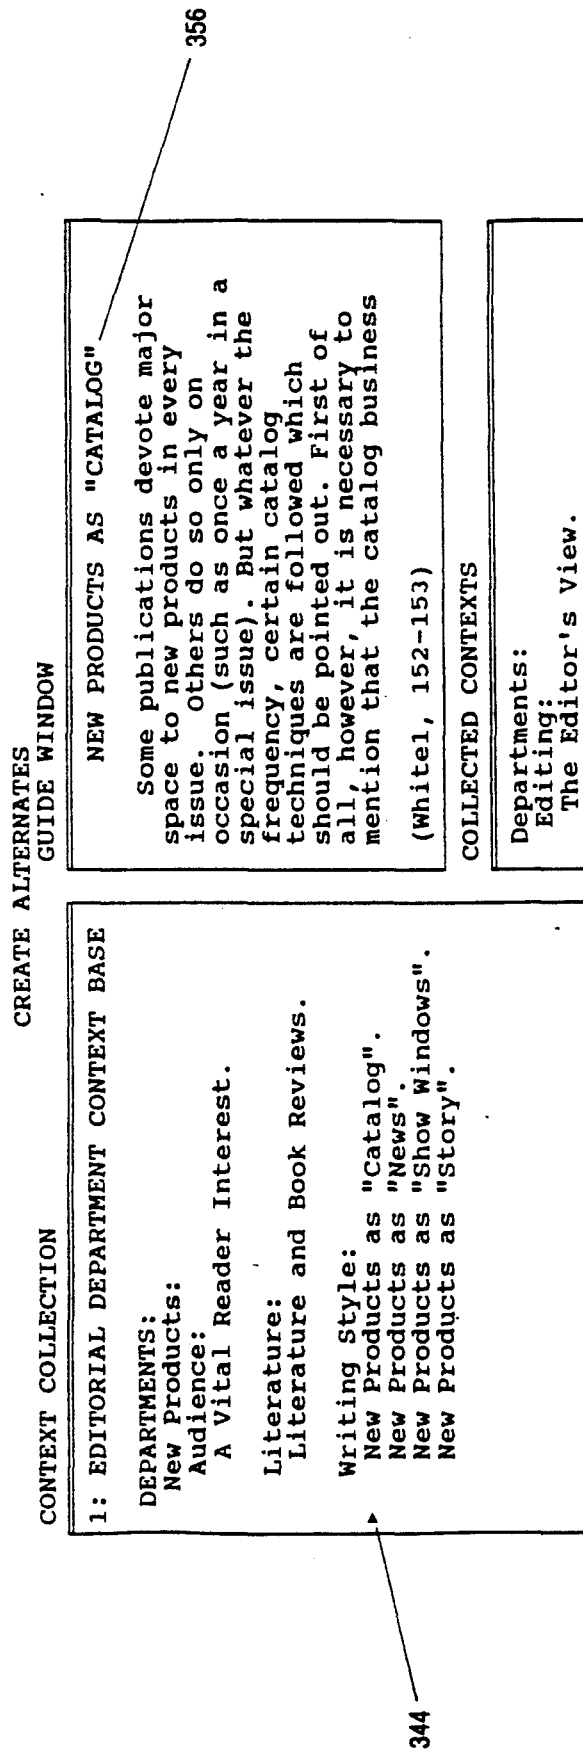 CREATE ALTERNATES
CONTEXT COLLECTION
1: EDITORIAL DEPARTMENT CONTEXT BASE
DEPARTMENTS:
New Products:
Audience:
A Vital Reader Interest.
Literature:
Literature and Book Reviews.
Writing Style:
New Products as "Catalog".
New Products as "News".
New Products as "Show Windows".
New Products as "Story".
344
GUIDE WINDOW
NEW PRODUCTS AS "CATALOG"
356
Some publications devote major
space to new products in every
issue. Others do so only on
occasion (such as once a year in a
special issue). But whatever the
frequency, certain catalog
techniques are followed which
should be pointed out. First of
all, however, it is necessary to
mention that the catalog business
(White1, 152-153)
COLLECTED CONTEXTS
Departments:
Editing:
The Editor's View.